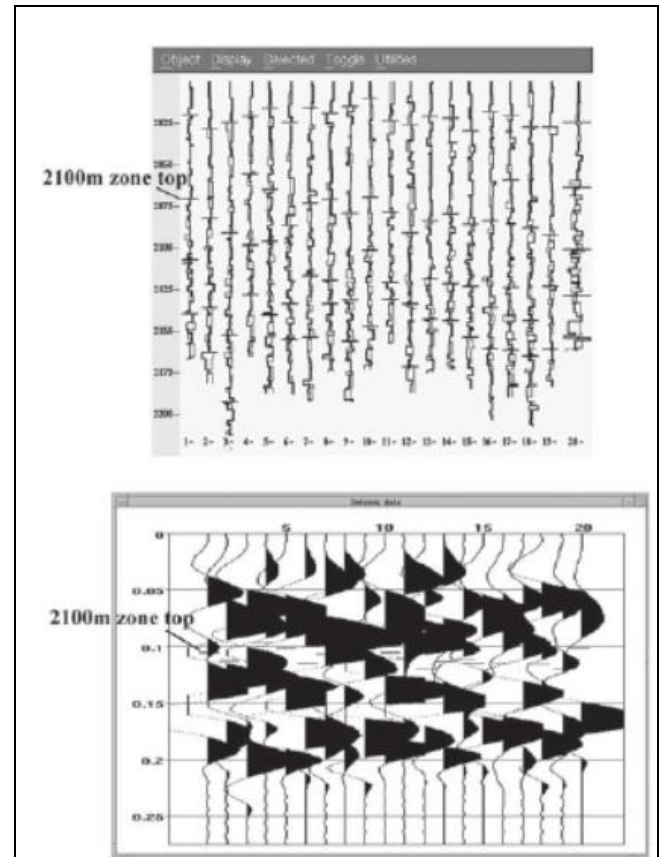 Object Display Selected Toggle Utilities
2100m zone top
2075-
2100-
2125-
2150-
2175-
2200-
1- 2- 3- 4- 5- 6- 7- 8- 9- 10- 11- 12- 13- 14- 15- 16- 17- 18- 19- 20-
5 10 15 20
0
0.05
2100m zone top
0.1
0.15
0.2
0.25